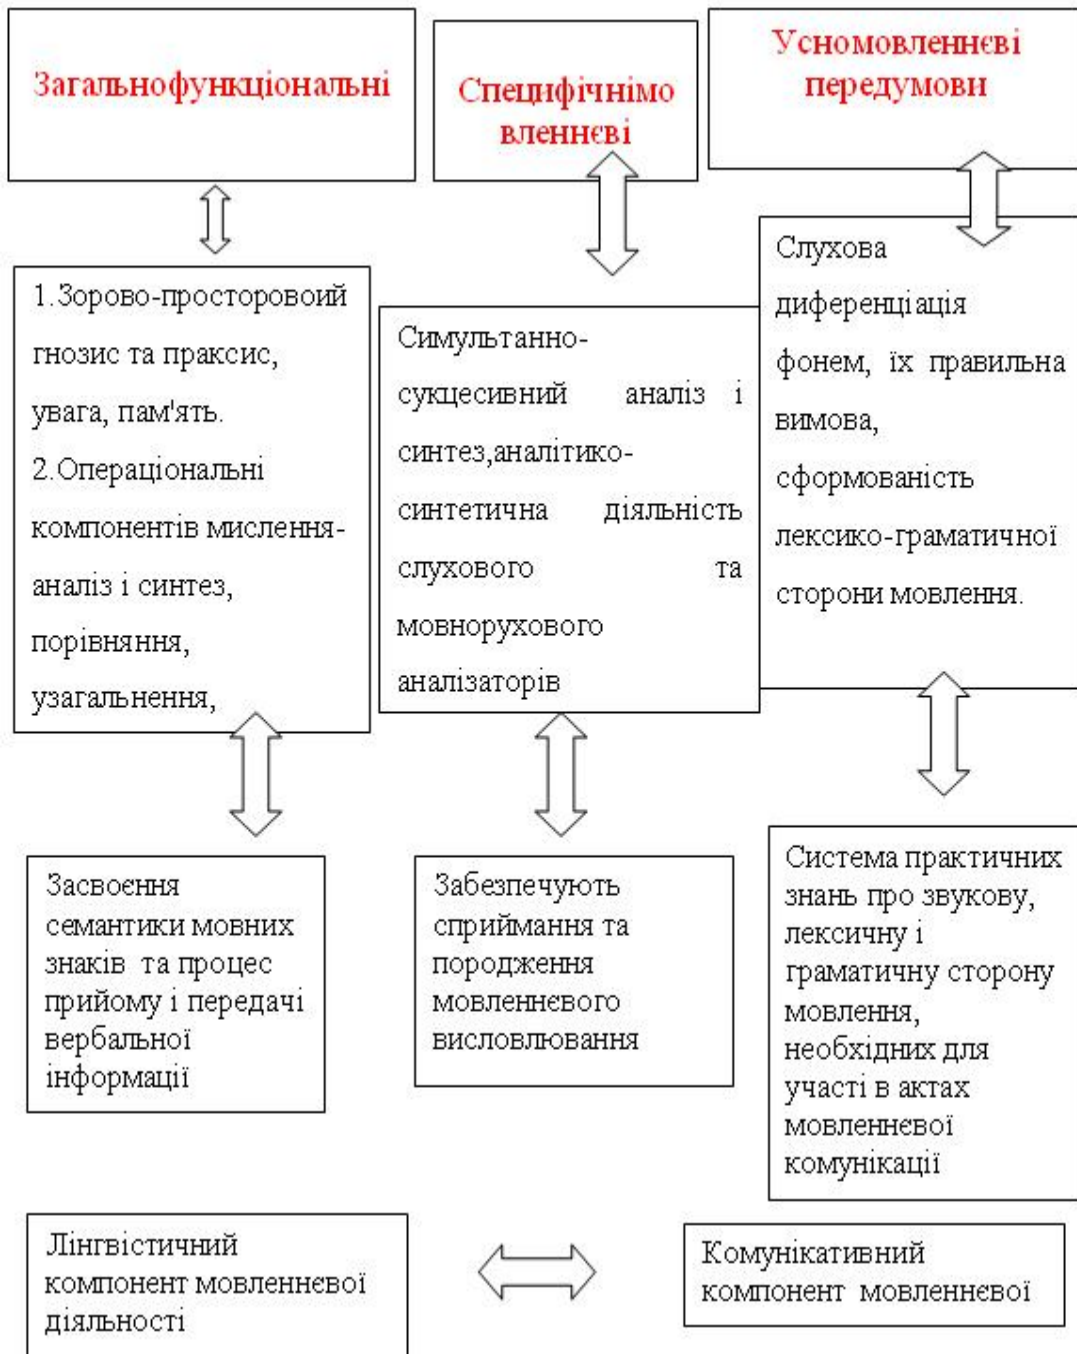 Загальнофункціональні
Специфічнімо
вленнєві
Усномовленнєві
передумови
1.Зорово-просторовоий
гнозис та праксис,
увага, пам'ять.
2.Операціональні
компонентів мислення-
аналіз і синтез,
порівняння,
узагальнення,
Симультанно-
сукцесивний аналіз і
синтез,аналітико-
синтетична діяльність
слухового та
мовнорухового
аналізаторів
Слухова
диференціація
фонем, їх правильна
вимова,
сформованість
лексико-граматичної
сторони мовлення.
Засвоєння
семантики мовних
знаків та процес
прийому і передачі
вербальної
інформації
Забезпечують
сприймання та
породження
мовленнєвого
висловлювання
Система практичних
знань про звукову,
лексичну і
граматичну сторону
мовлення,
необхідних для
участі в актах
мовленнєвої
комунікації
Лінгвістичний
компонент мовленнєвої
діяльності
Комунікативний
компонент мовленнєвої